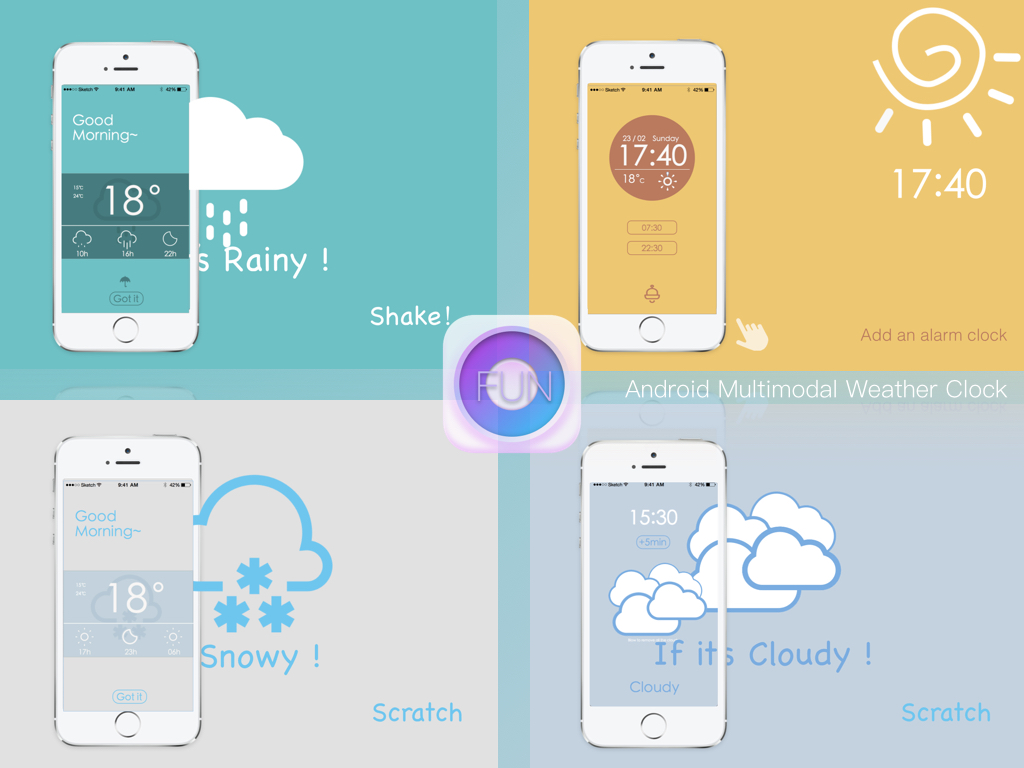 ●●●○○ Sketch 9:41 AM 42%
Good
Morning~
15°C
24°C
18°
10h 16h 22h
Got it
s Rainy !
Shake!
●●●○○ Sketch 9:41 AM 42%
23 / 02 Sunday
17:40
18°c
07:30
22:30
17:40
Add an alarm clock
FUN
Android Multimodal Weather Clock
●●●○○ Sketch 9:41 AM 42%
Good
Morning~
18°
17h 23h 06h
Got it
Snowy !
Scratch
●●●○○ Sketch 9:41 AM 42%
15:30
+5min
If it's Cloudy !
Cloudy
Scratch